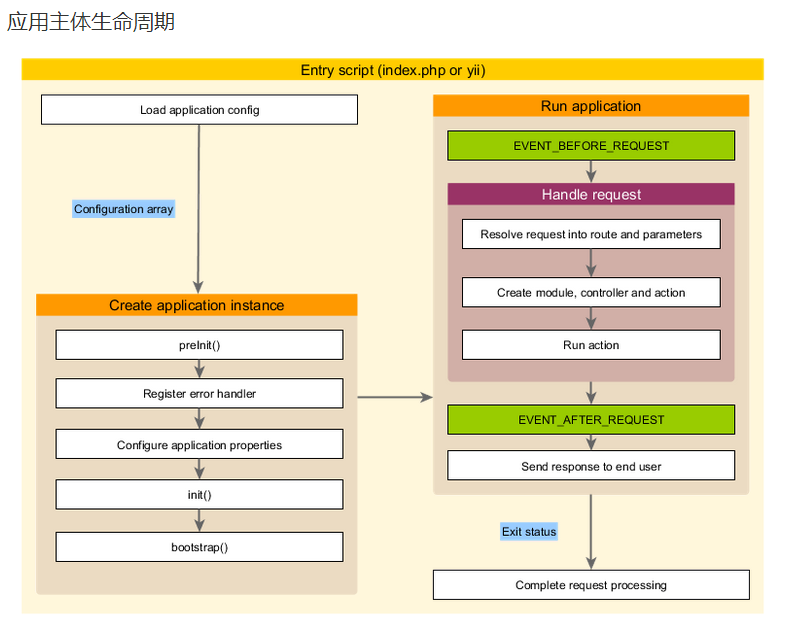 应用主体生命周期
Entry script (index.php or yii)
Load application config
Configuration array
Create application instance
preInit()
Register error handler
Configure application properties
init()
bootstrap()
Run application
EVENT_BEFORE_REQUEST
Handle request
Resolve request into route and parameters
Create module, controller and action
Run action
EVENT_AFTER_REQUEST
Send response to end user
Exit status
Complete request processing